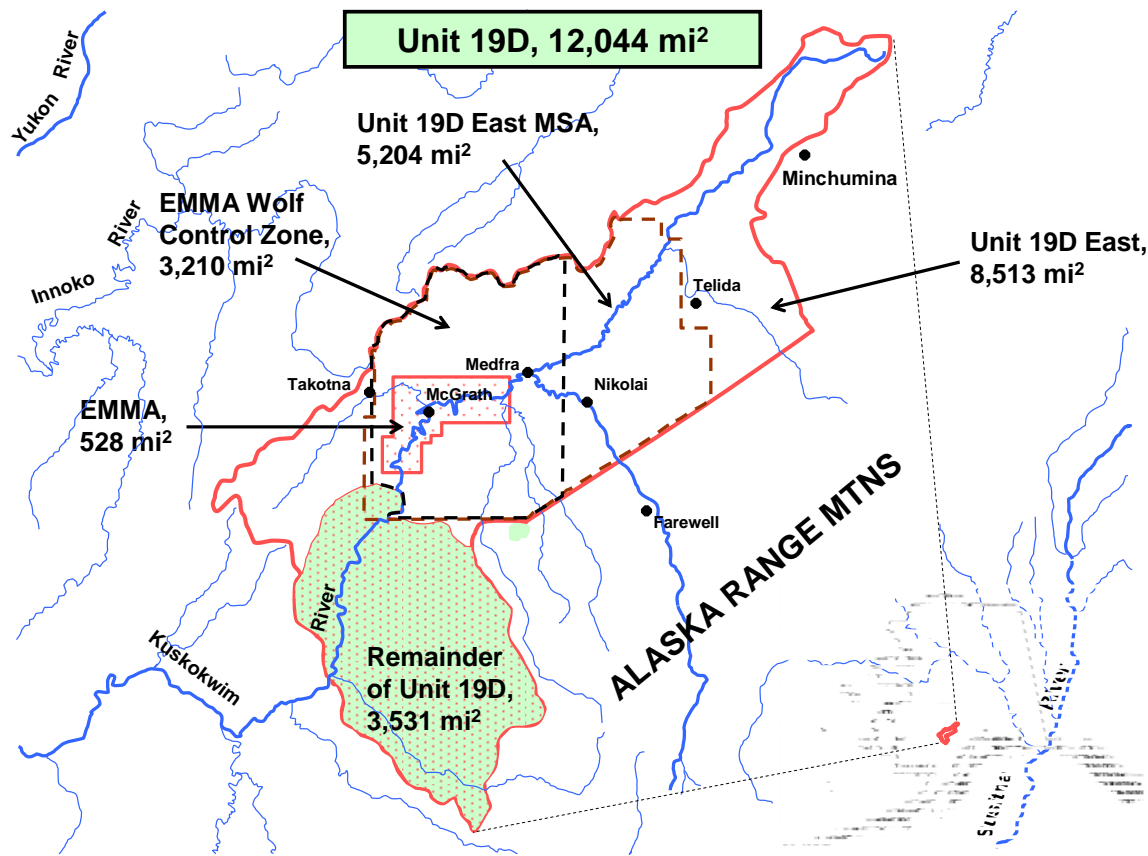 Unit 19D, 12,044 mi²
Yukon River
Unit 19D East MSA,
5,204 mi²
Minchumina
EMMA Wolf
Control Zone,
3,210 mi²
Innoko River
Unit 19D East,
8,513 mi²
Telida
Medfra
Takotna
McGrath
Nikolai
EMMA,
528 mi²
Farewell
ALASKA RANGE MTNS
River
Kuskokwim
Remainder
of Unit 19D,
3,531 mi²
River
Susitna